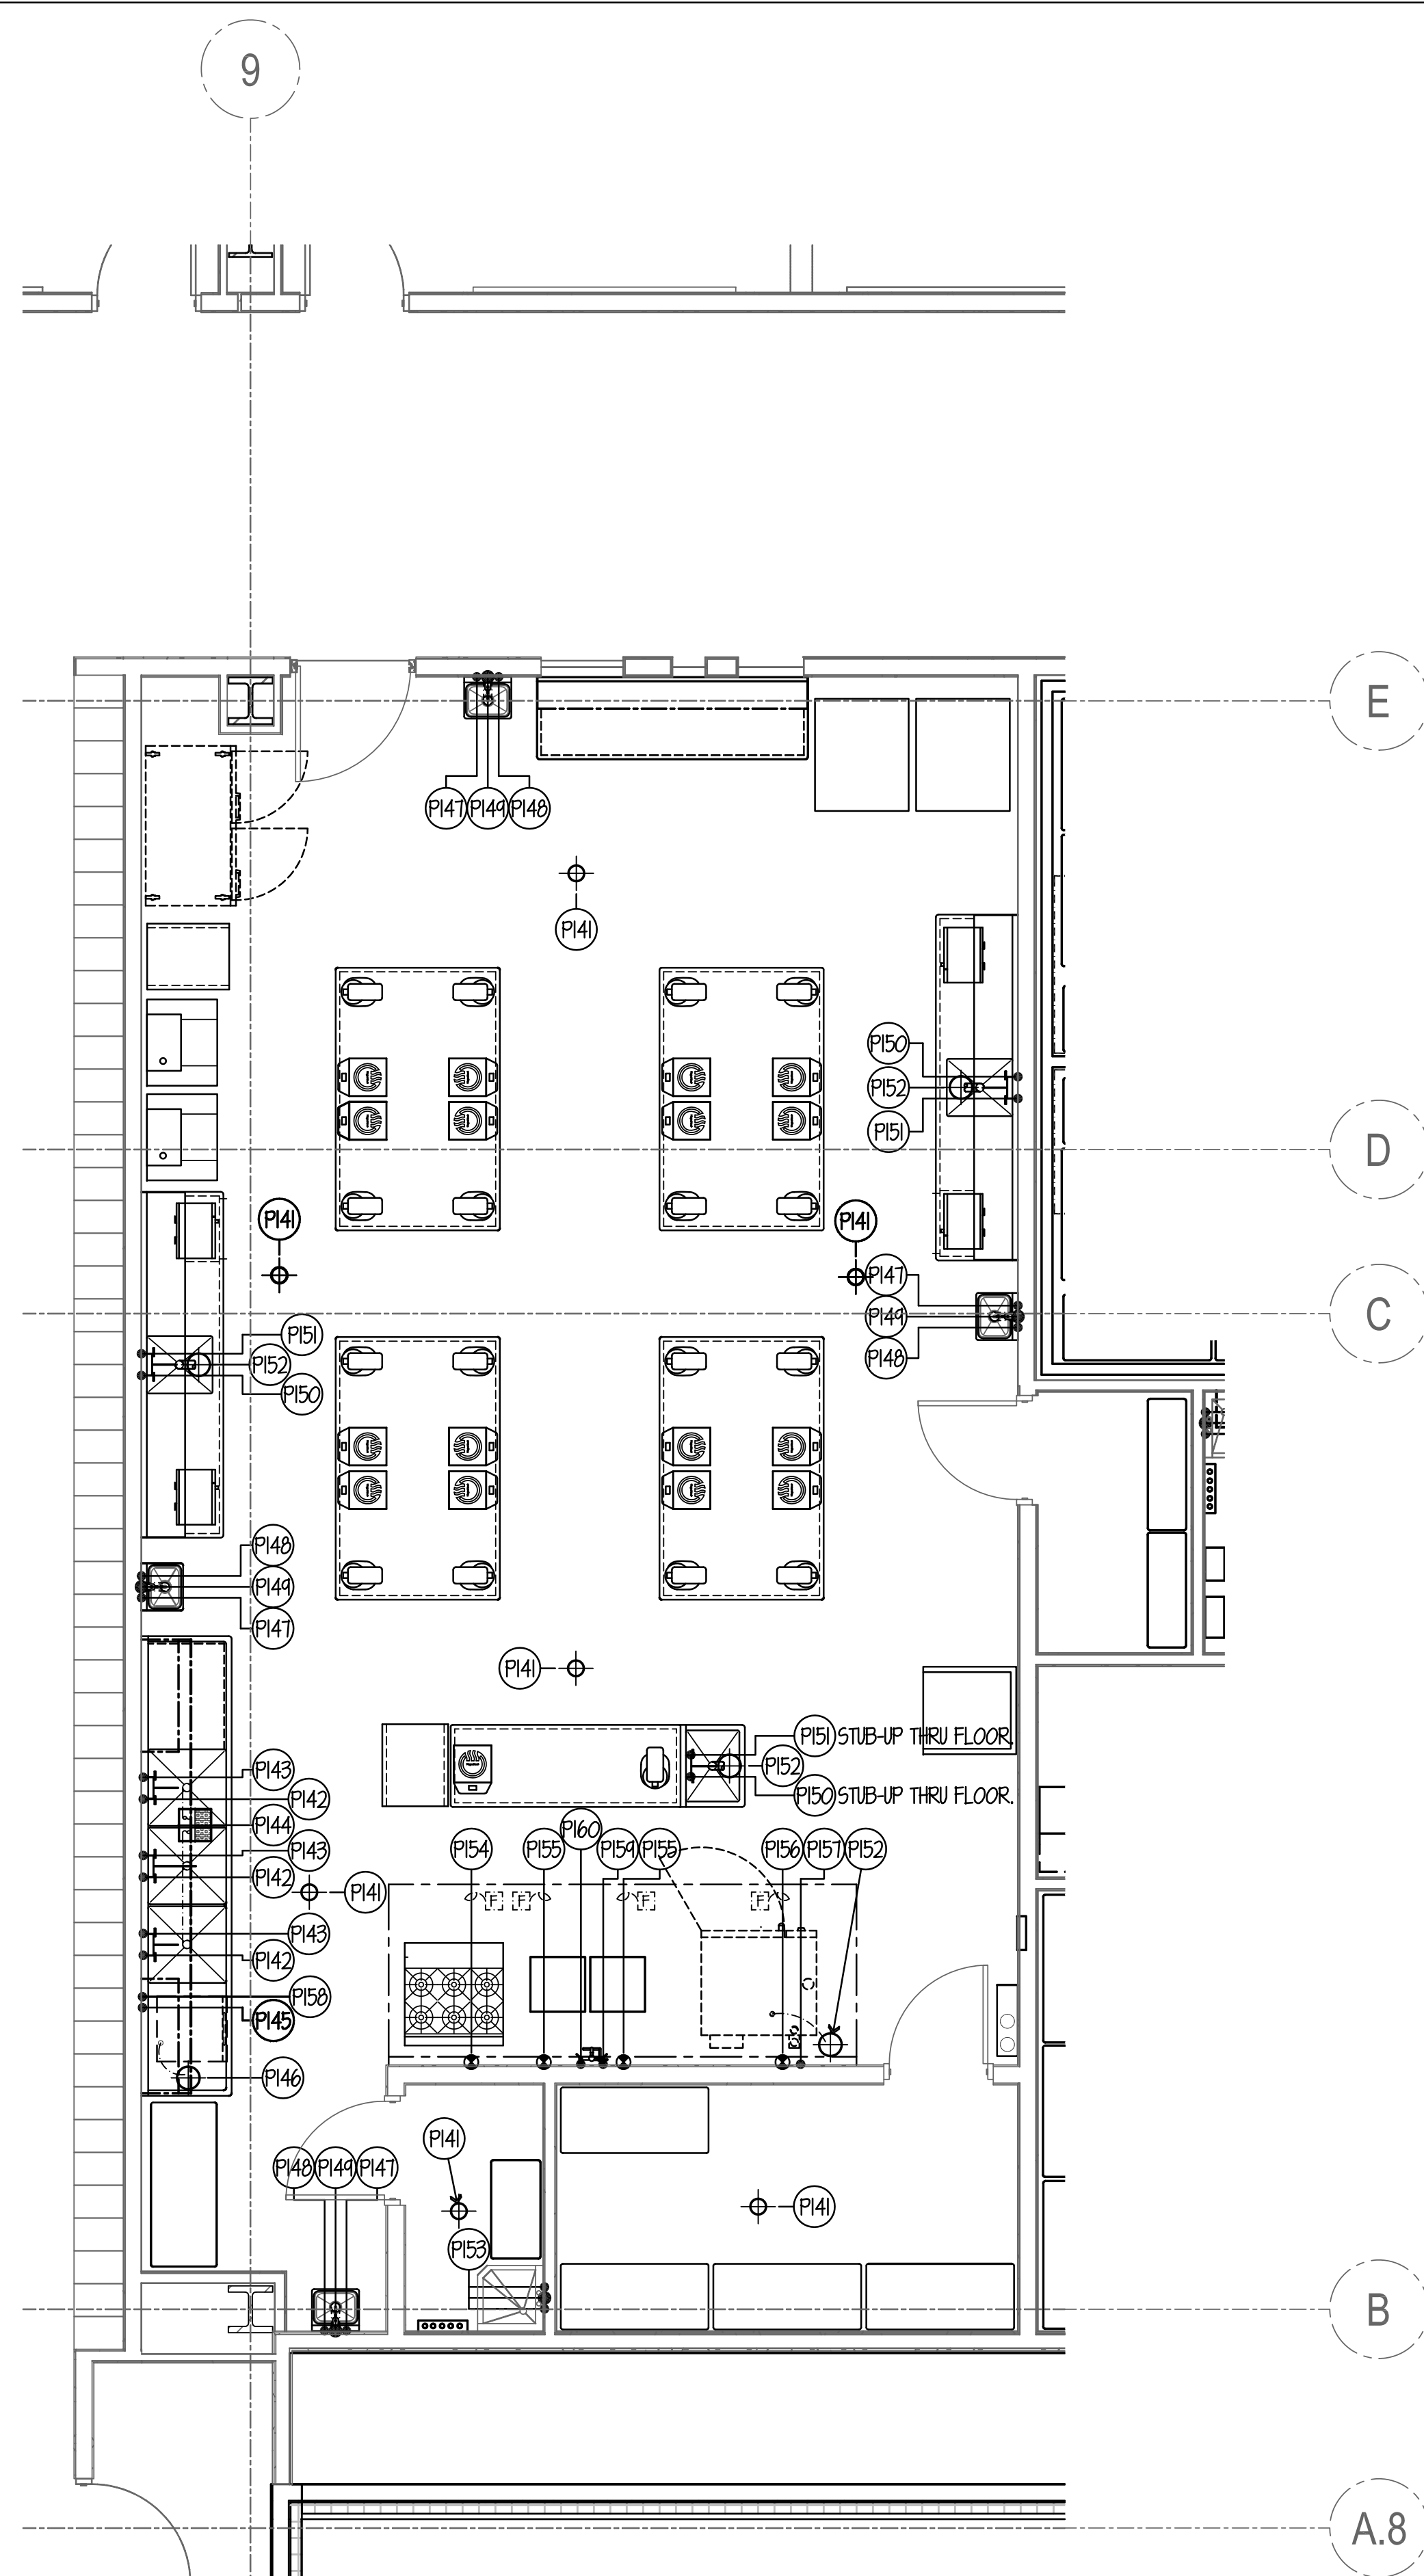 9
E
P147 P149 P148
P141
P150
P152
P151
D
P141
P141
P147
P149
P148
C
P151
P152
P150
P148
P149
P147
P141
P151 STUB-UP THRU FLOOR.
P152
P150 STUB-UP THRU FLOOR.
P143
P142
P144
P143
P142
P141
P143
P142
P158
P145
P146
P154 P155 P160 P159 P155 P156 P157 P152
F F F F
P141
P148 P149 P147
P141
P153
B
A.8